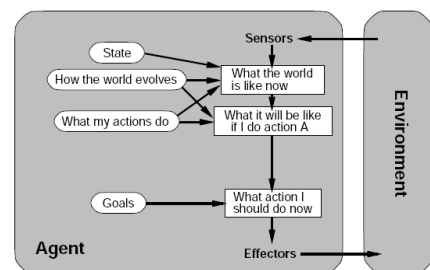 Sensors
State
How the world evolves
What the world
is like now
What my actions do
What it will be like
if I do action A
Environment
Goals
What action I
should do now
Agent
Effectors